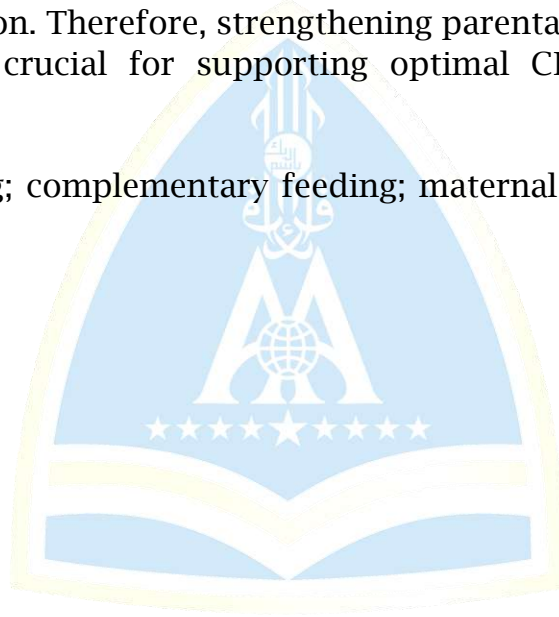 on. Therefore, strengthening parenta
crucial for supporting optimal
g; complementary feeding; maternal